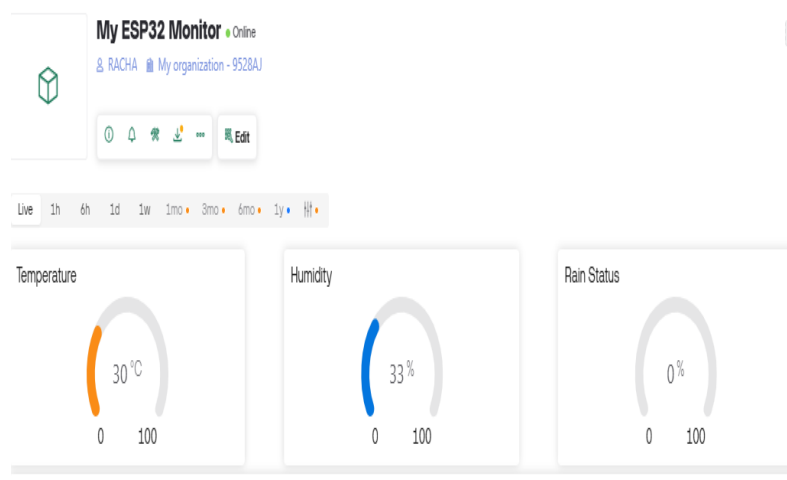 My ESP32 Monitor Online
RACHA My organization - 9528AJ
Edit
Live 1h 6h 1d 1w 1mo 3mo 6mo 1y
Temperature Humidity Rain Status
30 °C 33 % 0 %
0 100 0 100 0 100